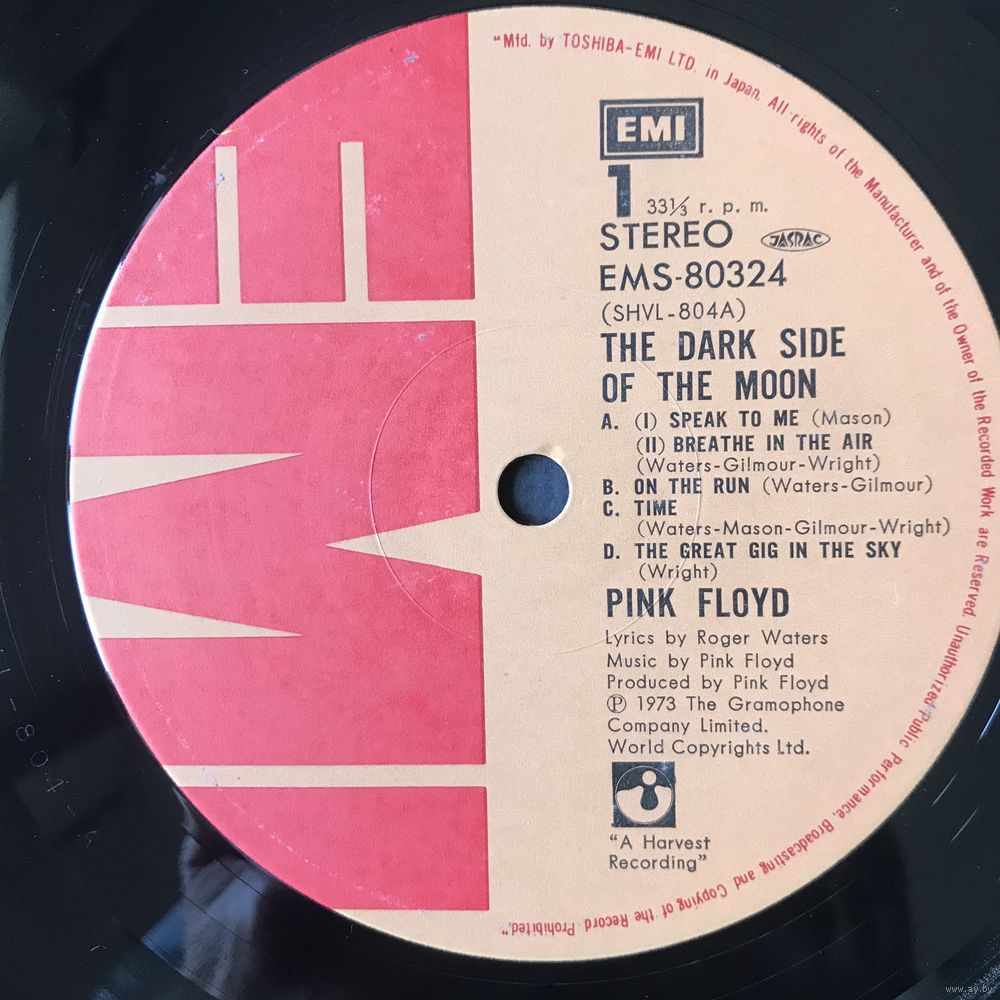 "Mfd. by TOSHIBA-EMI LTD. in Japan. All rights of the Manufacturer and of the Owner of the Recorded Work are Reserved. Unauthorized Public Performance, Broadcasting and Copying of the Record Prohibited."
EMI
1 33⅓ r. p. m.
STEREO JASRAC
EMS-80324
(SHVL-804A)
THE DARK SIDE
OF THE MOON
A. (I) SPEAK TO ME (Mason)
(II) BREATHE IN THE AIR
(Waters-Gilmour-Wright)
B. ON THE RUN (Waters-Gilmour)
C. TIME
(Waters-Mason-Gilmour-Wright)
D. THE GREAT GIG IN THE SKY
(Wright)
PINK FLOYD
Lyrics by Roger Waters
Music by Pink Floyd
Produced by Pink Floyd
Ⓟ 1973 The Gramophone
Company Limited.
World Copyrights Ltd.
"A Harvest
Recording"
EMI
-804-A
www.ay.by